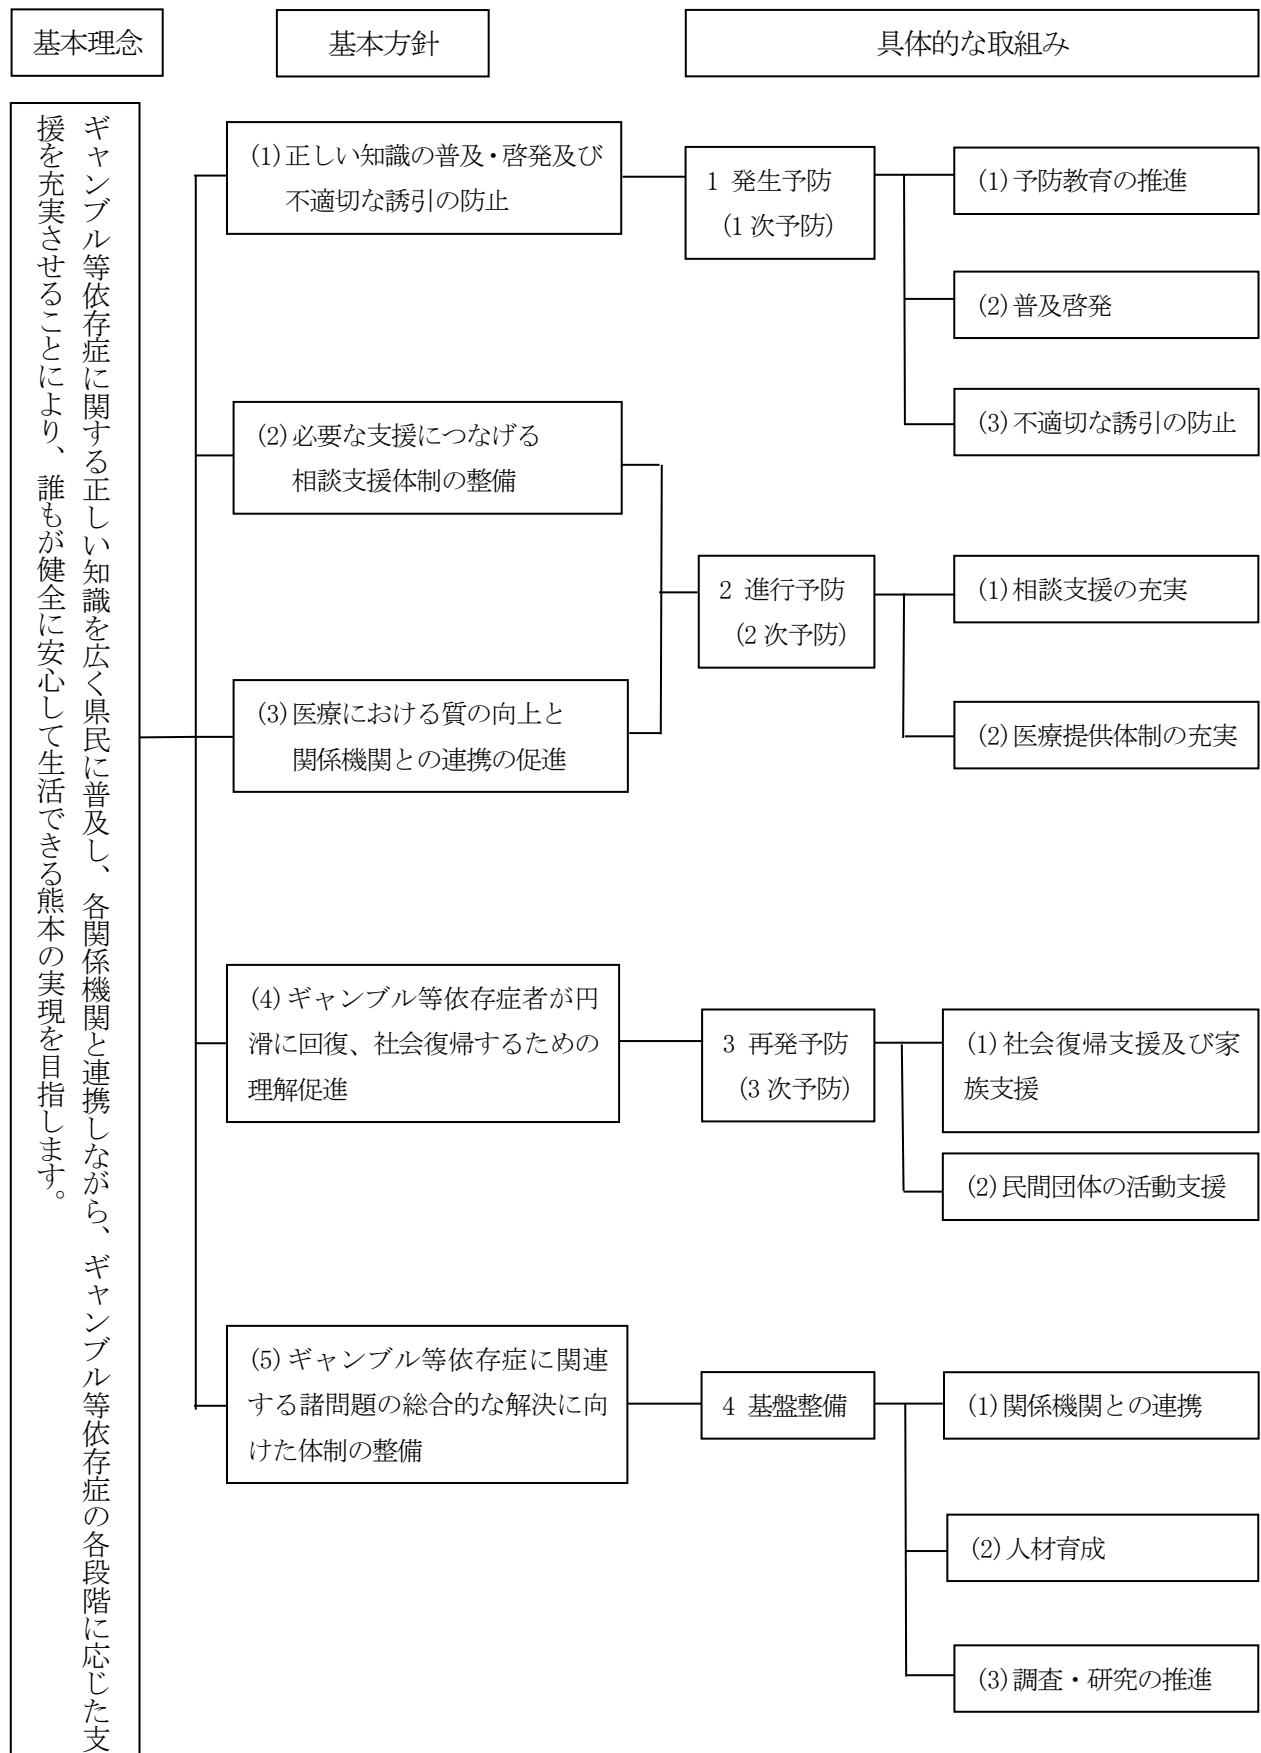 基本理念
基本方針
具体的な取組み
ギャンブル等依存症に関する正しい知識を広く県民に普及し、各関係機関と連携しながら、ギャンブル等依存症の各段階に応じた支
援を充実させることにより、誰もが健全に安心して生活できる熊本の実現を目指します。
(1)正しい知識の普及・啓発及び
不適切な誘引の防止
1 発生予防
(1次予防)
(1)予防教育の推進
(2)普及啓発
(3)不適切な誘引の防止
(2)必要な支援につなげる
相談支援体制の整備
(3)医療における質の向上と
関係機関との連携の促進
2 進行予防
(2次予防)
(1)相談支援の充実
(2)医療提供体制の充実
(4)ギャンブル等依存症者が円
滑に回復、社会復帰するための
理解促進
3 再発予防
(3次予防)
(1)社会復帰支援及び家
族支援
(2)民間団体の活動支援
(5)ギャンブル等依存症に関連
する諸問題の総合的な解決に向
けた体制の整備
4 基盤整備
(1)関係機関との連携
(2)人材育成
(3)調査・研究の推進